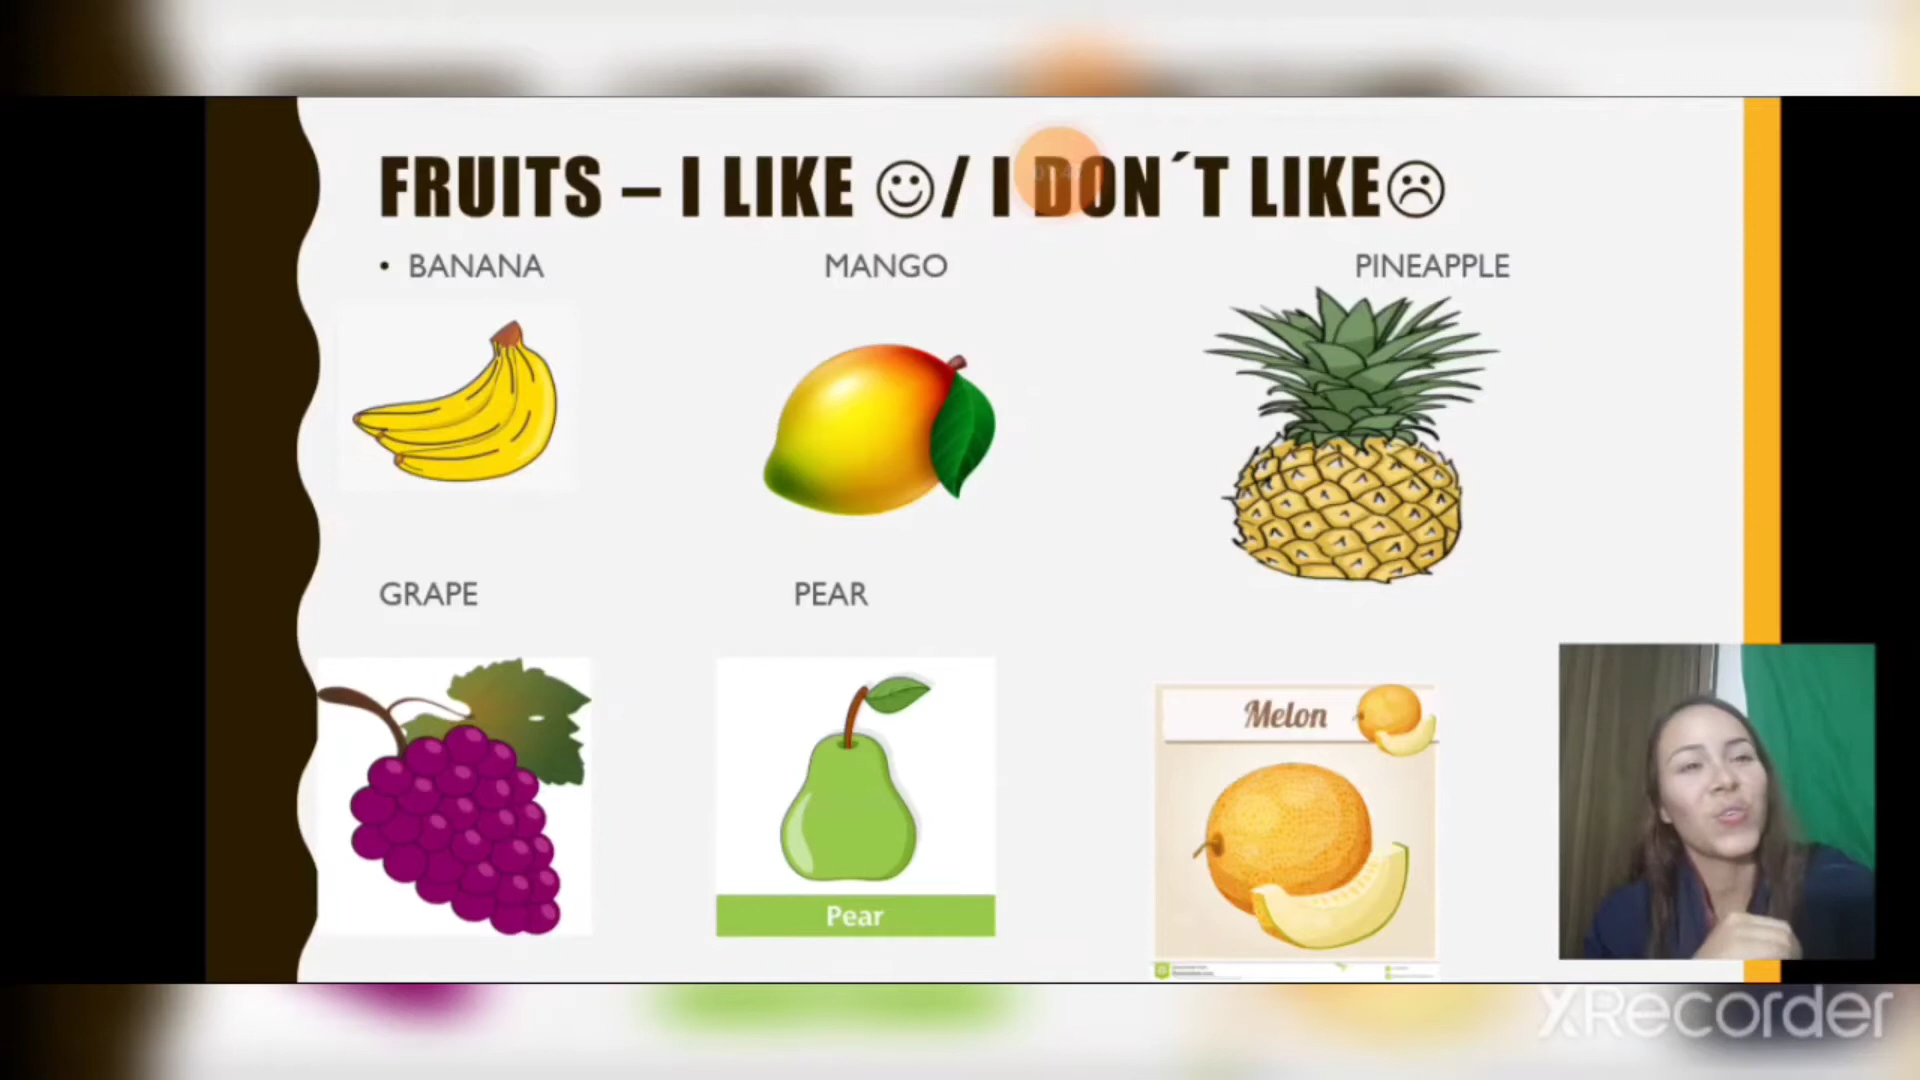 FRUITS – I LIKE ☺/ I DON´T LIKE☹
• BANANA
MANGO
PINEAPPLE
GRAPE
PEAR
Pear
Melon
XRecorder